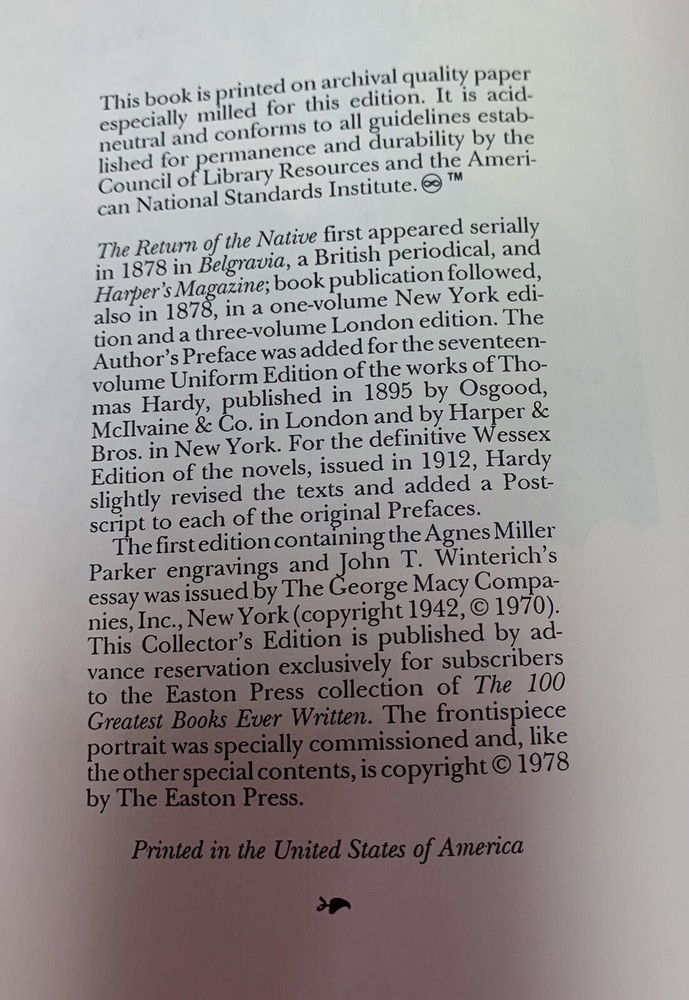 This book is printed on archival quality paper
especially milled for this edition. It is acid-
neutral and conforms to all guidelines estab-
lished for permanence and durability by the
Council of Library Resources and the Ameri-
can National Standards Institute. ♾ ™
The Return of the Native first appeared serially
in 1878 in Belgravia, a British periodical, and
Harper's Magazine; book publication followed,
also in 1878, in a one-volume New York edi-
tion and a three-volume London edition. The
Author's Preface was added for the seventeen-
volume Uniform Edition of the works of Tho-
mas Hardy, published in 1895 by Osgood,
McIlvaine & Co. in London and by Harper &
Bros. in New York. For the definitive Wessex
Edition of the novels, issued in 1912, Hardy
slightly revised the texts and added a Post-
script to each of the original Prefaces.
The first edition containing the Agnes Miller
Parker engravings and John T. Winterich's
essay was issued by The George Macy Compa-
nies, Inc., New York (copyright 1942, © 1970).
This Collector's Edition is published by ad-
vance reservation exclusively for subscribers
to the Easton Press collection of The 100
Greatest Books Ever Written. The frontispiece
portrait was specially commissioned and, like
the other special contents, is copyright © 1978
by The Easton Press.
Printed in the United States of America